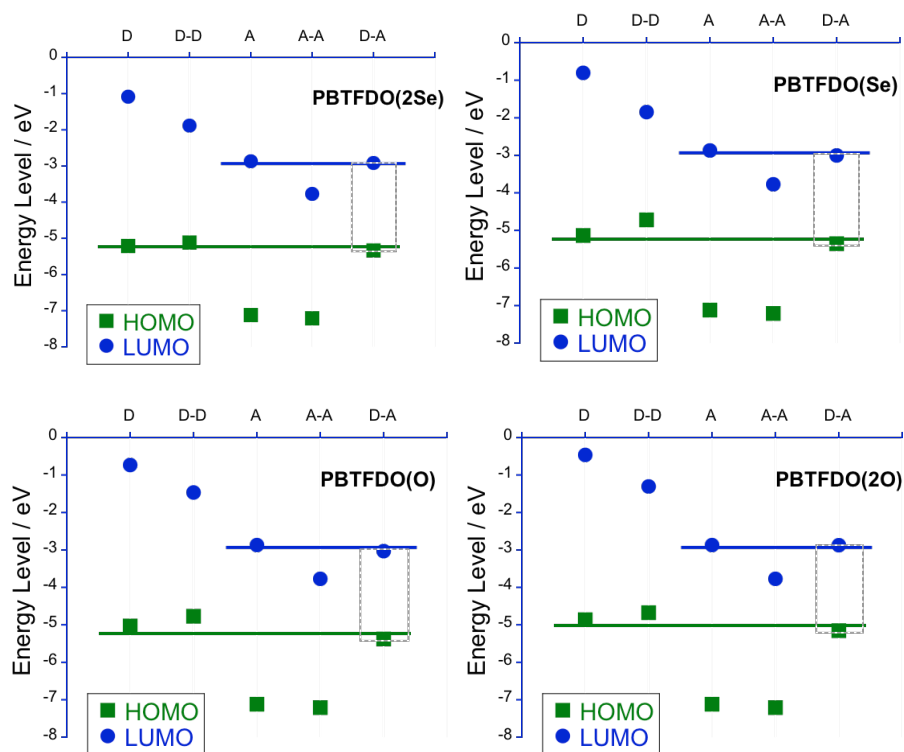 D D-D A A-A D-A
0
-1
-2
-3
-4
-5
-6
-7
-8
Energy Level / eV
PBTFDO(2Se)
HOMO
LUMO
D D-D A A-A D-A
0
-1
-2
-3
-4
-5
-6
-7
-8
Energy Level / eV
PBTFDO(Se)
HOMO
LUMO
D D-D A A-A D-A
0
-1
-2
-3
-4
-5
-6
-7
-8
Energy Level / eV
PBTFDO(O)
HOMO
LUMO
D D-D A A-A D-A
0
-1
-2
-3
-4
-5
-6
-7
-8
Energy Level / eV
PBTFDO(2O)
HOMO
LUMO